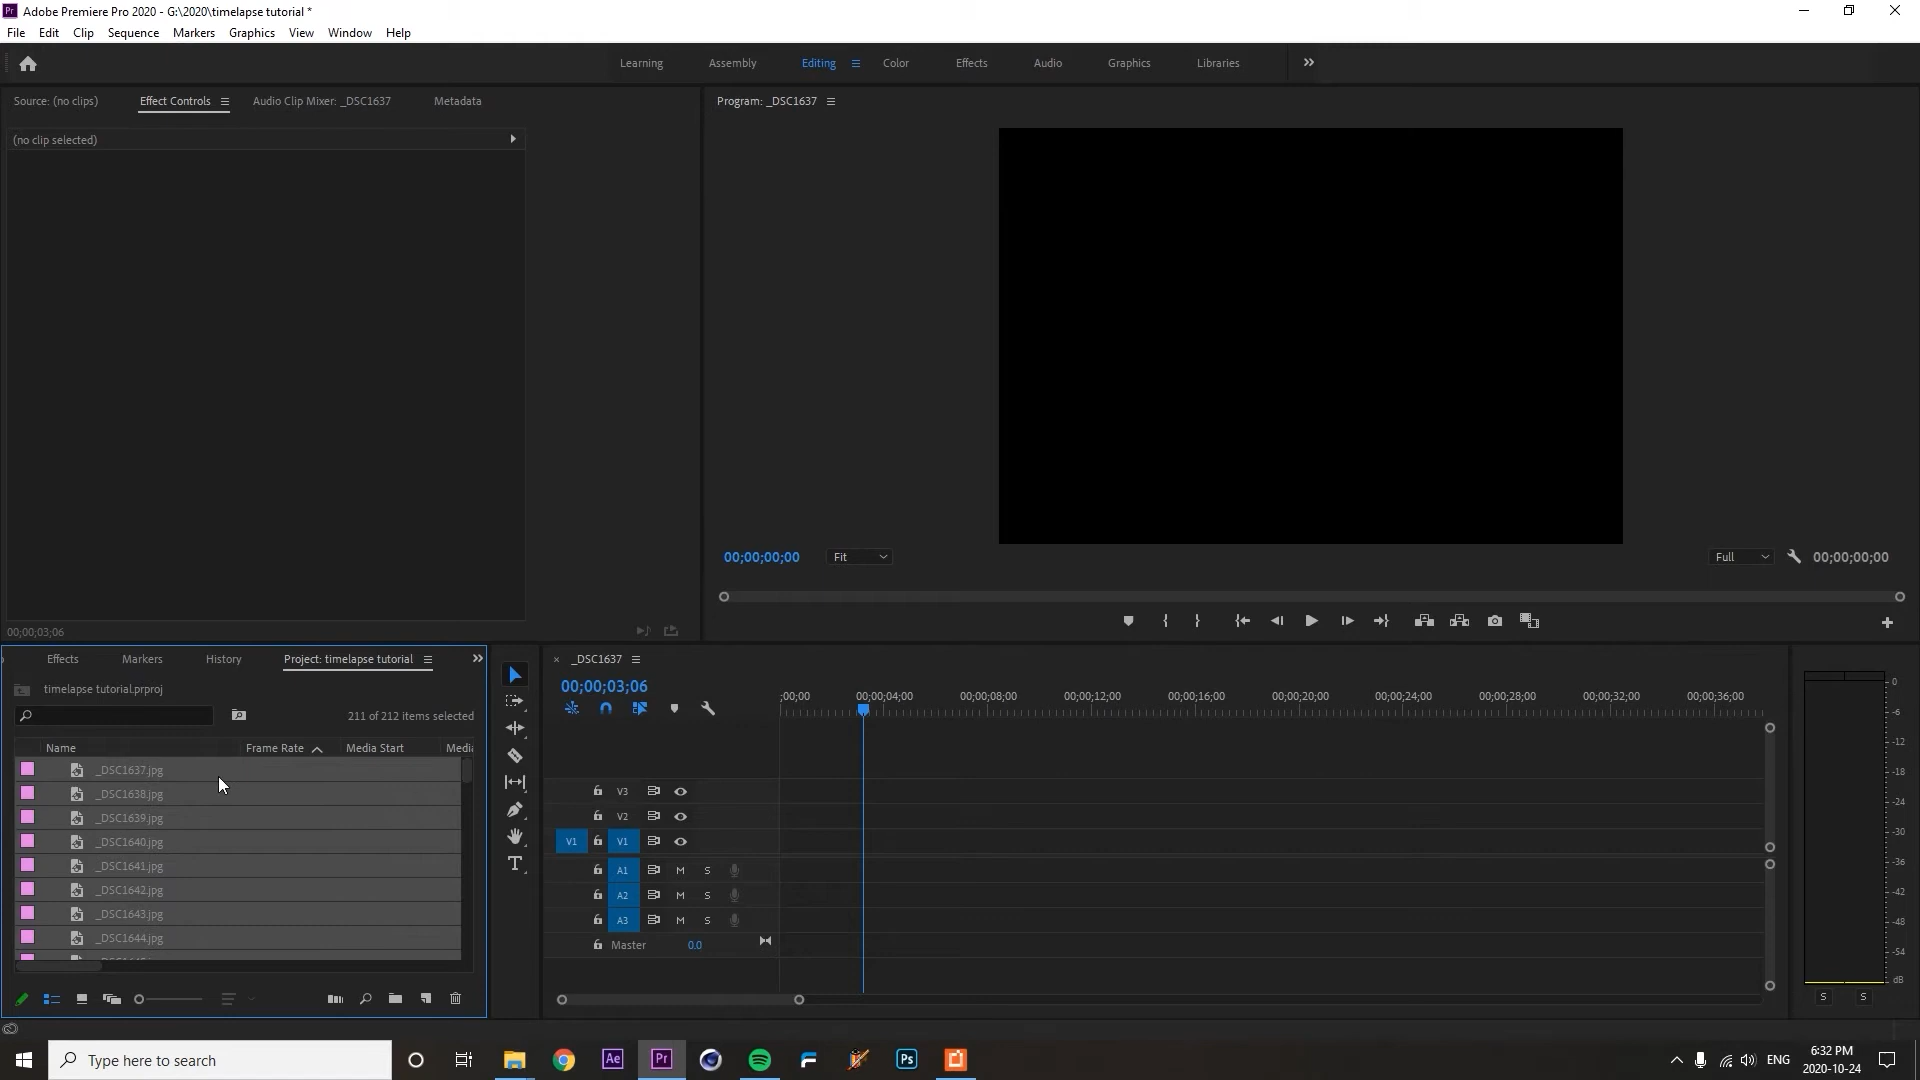 Pr Adobe Premiere Pro 2020 - G:\2020\timelapse tutorial *
File Edit Clip Sequence Markers Graphics View Window Help
Learning Assembly Editing Color Effects Audio Graphics Libraries
Source: (no clips) Effect Controls Audio Clip Mixer: _DSC1637 Metadata
Program: _DSC1637
(no clip selected)
00;00;00;00 Fit Full 00;00;00;00
00;00;03;06
Effects Markers History Project: timelapse tutorial
_DSC1637
timelapse tutorial.prproj
00;00;03;06
211 of 212 items selected
;00;00 00;00;04;00 00;00;08;00 00;00;12;00 00;00;16;00 00;00;20;00 00;00;24;00 00;00;28;00 00;00;32;00 00;00;36;00
Name Frame Rate Media Start Media
_DSC1637.jpg
_DSC1638.jpg
_DSC1639.jpg
_DSC1640.jpg
_DSC1641.jpg
_DSC1642.jpg
_DSC1643.jpg
_DSC1644.jpg
V3
V2
V1 V1
A1 M S
A2 M S
A3 M S
Master 0.0
0
-6
-12
-18
-24
-30
-36
-42
-48
-54
dB
S S
Type here to search
Ae Pr Ps
ENG
6:32 PM
2020-10-24